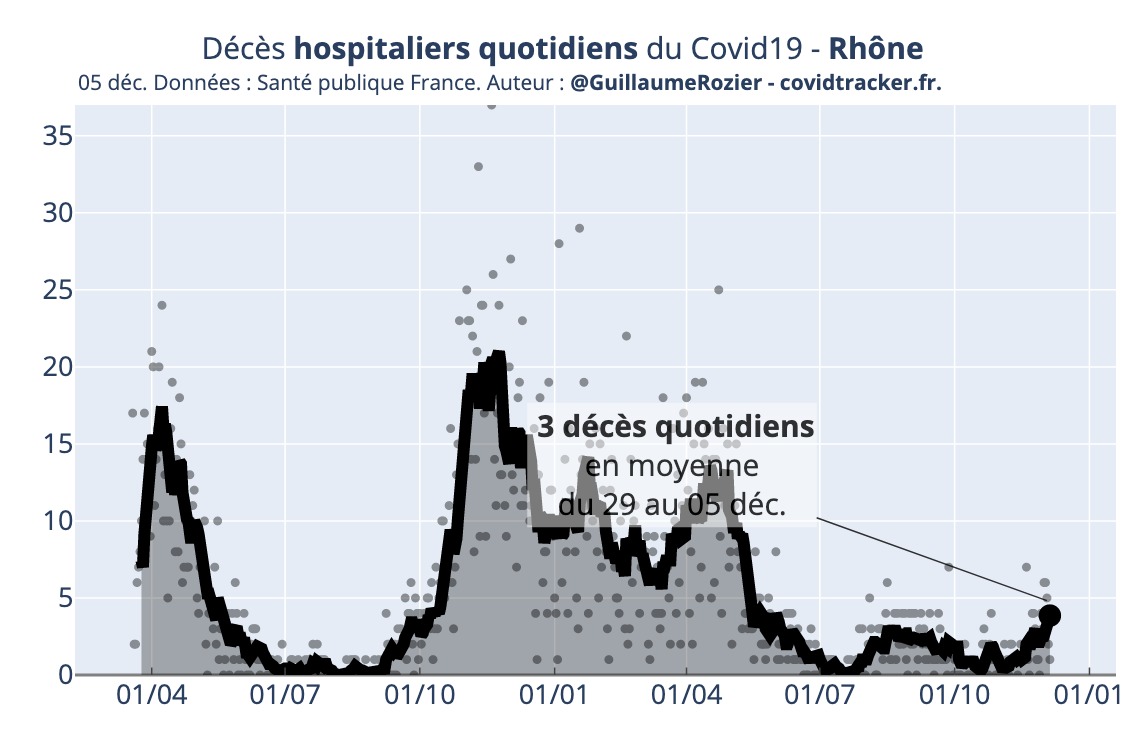 Décès hospitaliers quotidiens du Covid19 - Rhône
05 déc. Données : Santé publique France. Auteur : @GuillaumeRozier - covidtracker.fr.
35
30
25
20
15
10
5
0
3 décès quotidiens
en moyenne
du 29 au 05 déc.
01/04 01/07 01/10 01/01 01/04 01/07 01/10 01/01